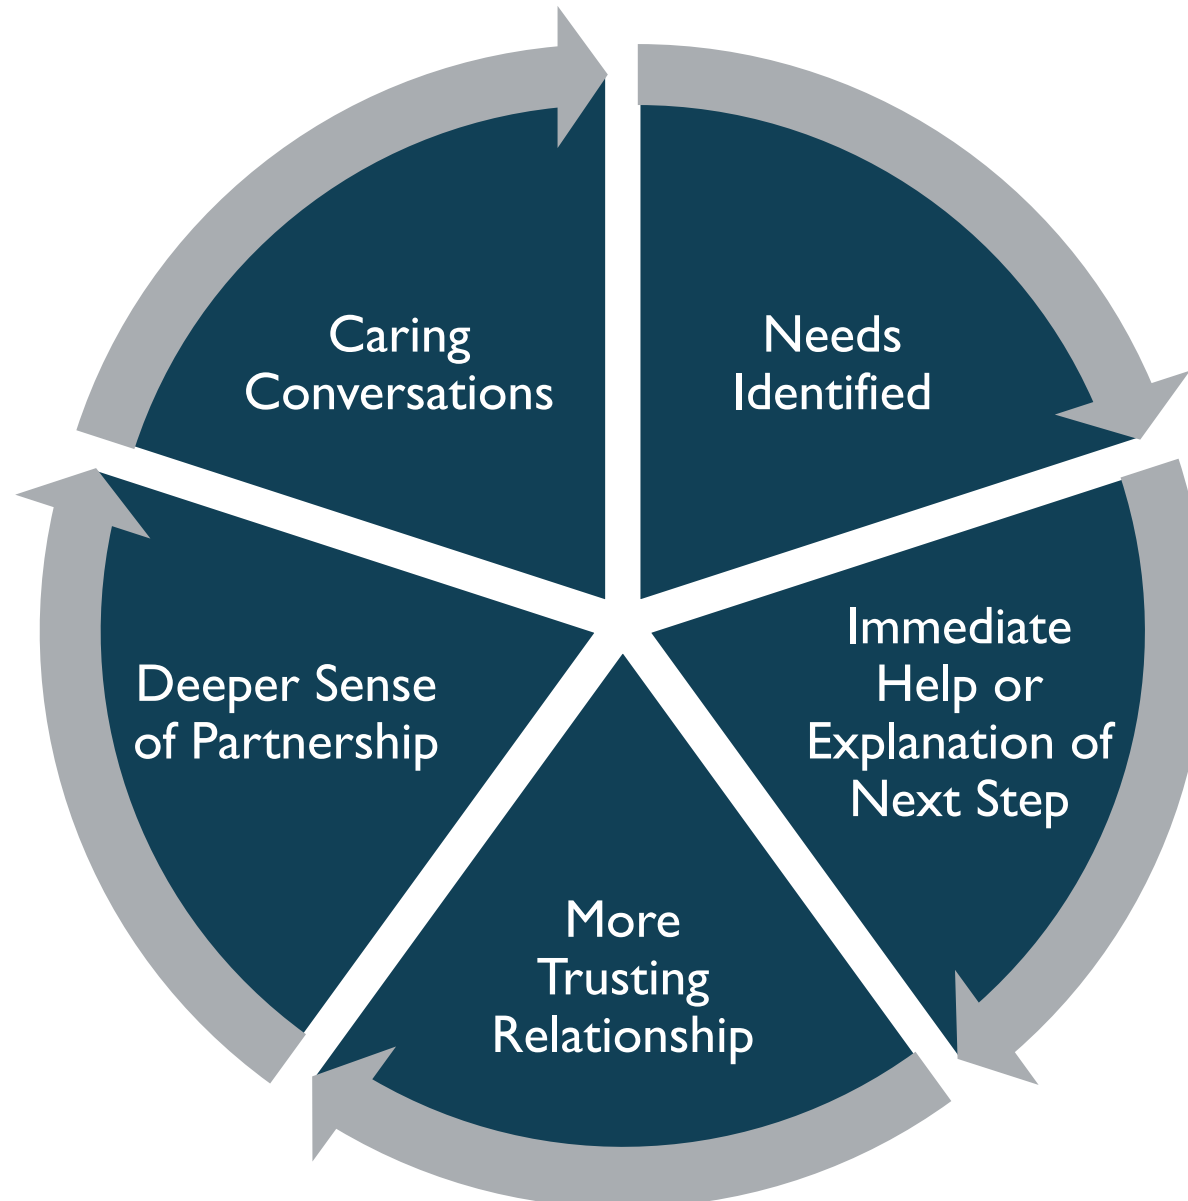 Caring
Conversations
Needs
Identified
Immediate
Help or
Explanation of
Next Step
More
Trusting
Relationship
Deeper Sense
of Partnership